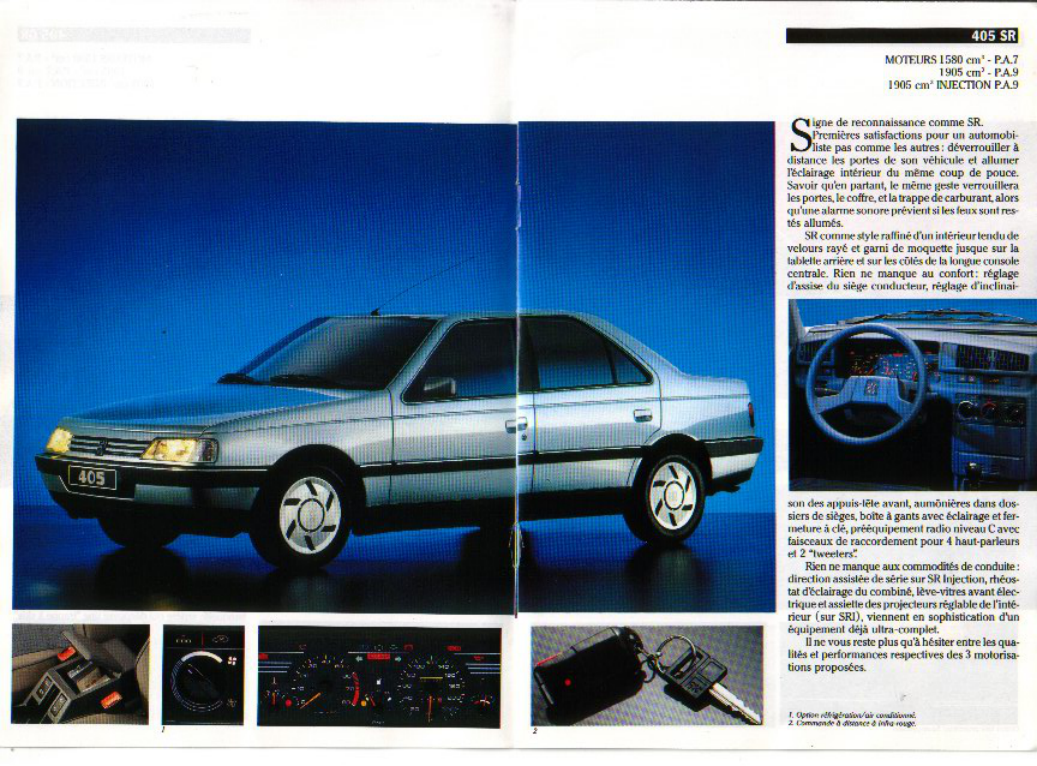 405 SR
MOTEURS 1580 cm³ - P.A.7
1905 cm³ - P.A.9
1905 cm³ INJECTION P.A.9
Signe de reconnaissance comme SR.
Premières satisfactions pour un automobi-
liste pas comme les autres : déverrouiller à
distance les portes de son véhicule et allumer
l'éclairage intérieur du même coup de pouce.
Savoir qu'en partant, le même geste verrouillera
les portes, le coffre, et la trappe de carburant, alors
qu'une alarme sonore prévient si les feux sont res-
tés allumés.
SR comme style raffiné d'un intérieur tendu de
velours rayé et garni de moquette jusque sur la
tablette arrière et sur les côtés de la longue console
centrale. Rien ne manque au confort : réglage
d'assise du siège conducteur, réglage d'inclinai-
son des appuis-tête avant, aumônières dans dos-
siers de sièges, boîte à gants avec éclairage et fer-
meture à clé, prééquipement radio niveau C avec
faisceaux de raccordement pour 4 haut-parleurs
et 2 "tweeters".
Rien ne manque aux commodités de conduite :
direction assistée de série sur SR Injection, rhéos-
tat d'éclairage du combiné, lève-vitres avant élec-
trique et assiette des projecteurs réglable de l'inté-
rieur (sur SRI), viennent en sophistication d'un
équipement déjà ultra-complet.
Il ne vous reste plus qu'à hésiter entre les qua-
lités et performances respectives des 3 motorisa-
tions proposées.
1. Option réfrigération/air conditionné.
2. Commande à distance à infra rouge.
405
1
2